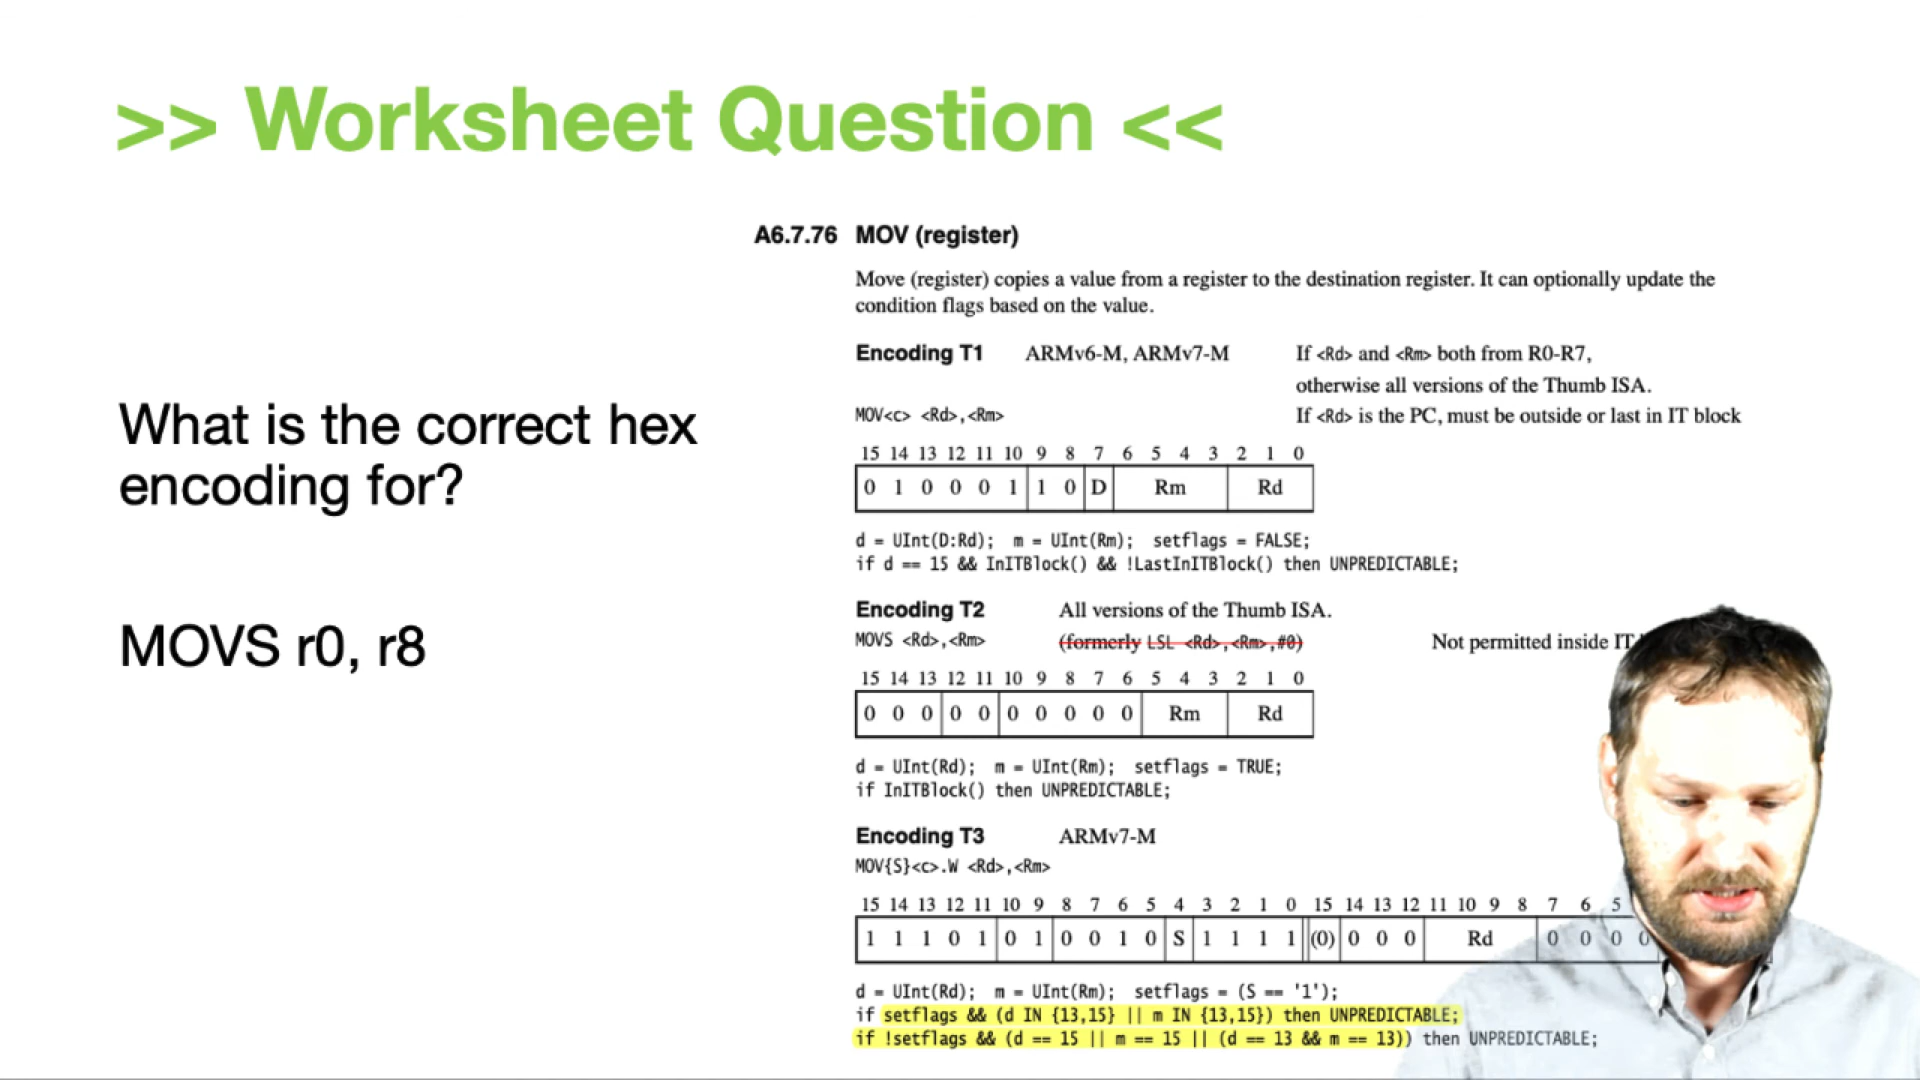 >> Worksheet Question <<
What is the correct hex
encoding for?
MOVS r0, r8
A6.7.76 MOV (register)
Move (register) copies a value from a register to the destination register. It can optionally update the
condition flags based on the value.
Encoding T1 ARMv6-M, ARMv7-M If <Rd> and <Rm> both from R0-R7,
otherwise all versions of the Thumb ISA.
MOV<c> <Rd>,<Rm> If <Rd> is the PC, must be outside or last in IT block
15 14 13 12 11 10 9 8 7 6 5 4 3 2 1 0
0 1 0 0 0 1 1 0 D Rm Rd
d = UInt(D:Rd); m = UInt(Rm); setflags = FALSE;
if d == 15 && InITBlock() && !LastInITBlock() then UNPREDICTABLE;
Encoding T2 All versions of the Thumb ISA.
MOVS <Rd>,<Rm> (formerly LSL <Rd>,<Rm>,#0) Not permitted inside IT
15 14 13 12 11 10 9 8 7 6 5 4 3 2 1 0
0 0 0 0 0 0 0 0 0 0 Rm Rd
d = UInt(Rd); m = UInt(Rm); setflags = TRUE;
if InITBlock() then UNPREDICTABLE;
Encoding T3 ARMv7-M
MOV{S}<c>.W <Rd>,<Rm>
15 14 13 12 11 10 9 8 7 6 5 4 3 2 1 0 15 14 13 12 11 10 9 8 7 6 5
1 1 1 0 1 0 1 0 0 1 0 S 1 1 1 1 (0) 0 0 0 Rd 0 0 0 0
d = UInt(Rd); m = UInt(Rm); setflags = (S == '1');
if setflags && (d IN {13,15} || m IN {13,15}) then UNPREDICTABLE;
if !setflags && (d == 15 || m == 15 || (d == 13 && m == 13)) then UNPREDICTABLE;